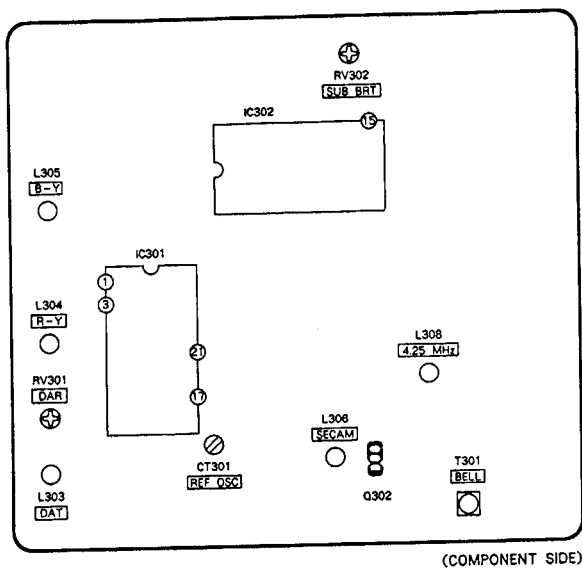 RV302
SUB BRT
IC302
15
L305
B-Y
IC301
1
3
L304
R-Y
L308
4.25 MHz
21
RV301
DAR
17
L306
SECAM
CT301
REF OSC
Q302
T301
BELL
L303
DAT
(COMPONENT SIDE)